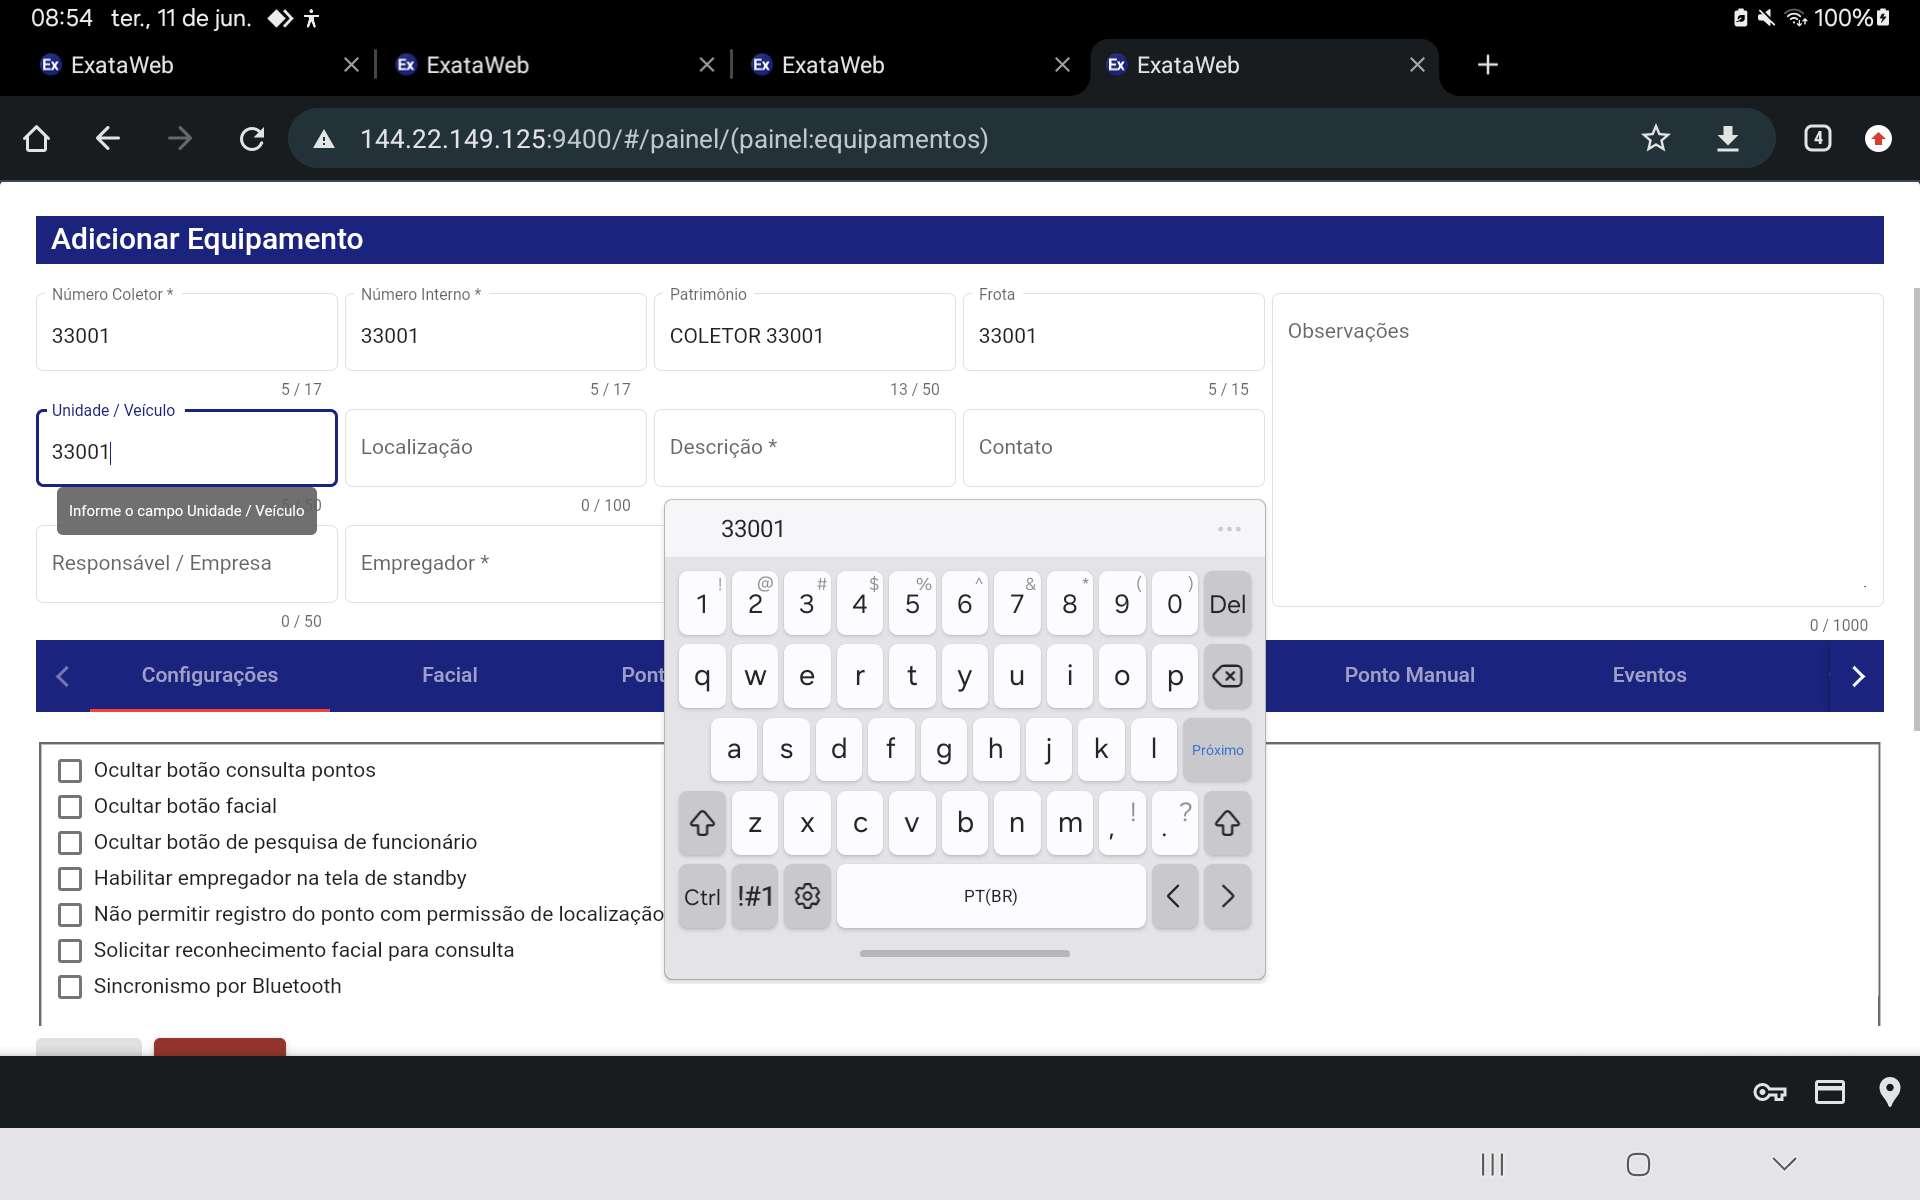 08:54 ter., 11 de jun. 100%
Ex ExataWeb Ex ExataWeb Ex ExataWeb Ex ExataWeb
144.22.149.125:9400/#/painel/(painel:equipamentos) 4
Adicionar Equipamento
Número Coletor * Número Interno * Patrimônio Frota
33001 33001 COLETOR 33001 33001 Observações
5 / 17 5 / 17 13 / 50 5 / 15
Unidade / Veículo
33001 Localização Descrição * Contato
0 / 100
Informe o campo Unidade / Veículo
Responsável / Empresa Empregador *
0 / 50 0 / 1000
Configurações Facial Pont Ponto Manual Eventos
Ocultar botão consulta pontos
Ocultar botão facial
Ocultar botão de pesquisa de funcionário
Habilitar empregador na tela de standby
Não permitir registro do ponto com permissão de localização
Solicitar reconhecimento facial para consulta
Sincronismo por Bluetooth
33001
! @ # $ % ^ & * ( )
1 2 3 4 5 6 7 8 9 0 Del
q w e r t y u i o p
a s d f g h j k l Próximo
z x c v b n m , ! . ?
Ctrl !#1 PT(BR) < >